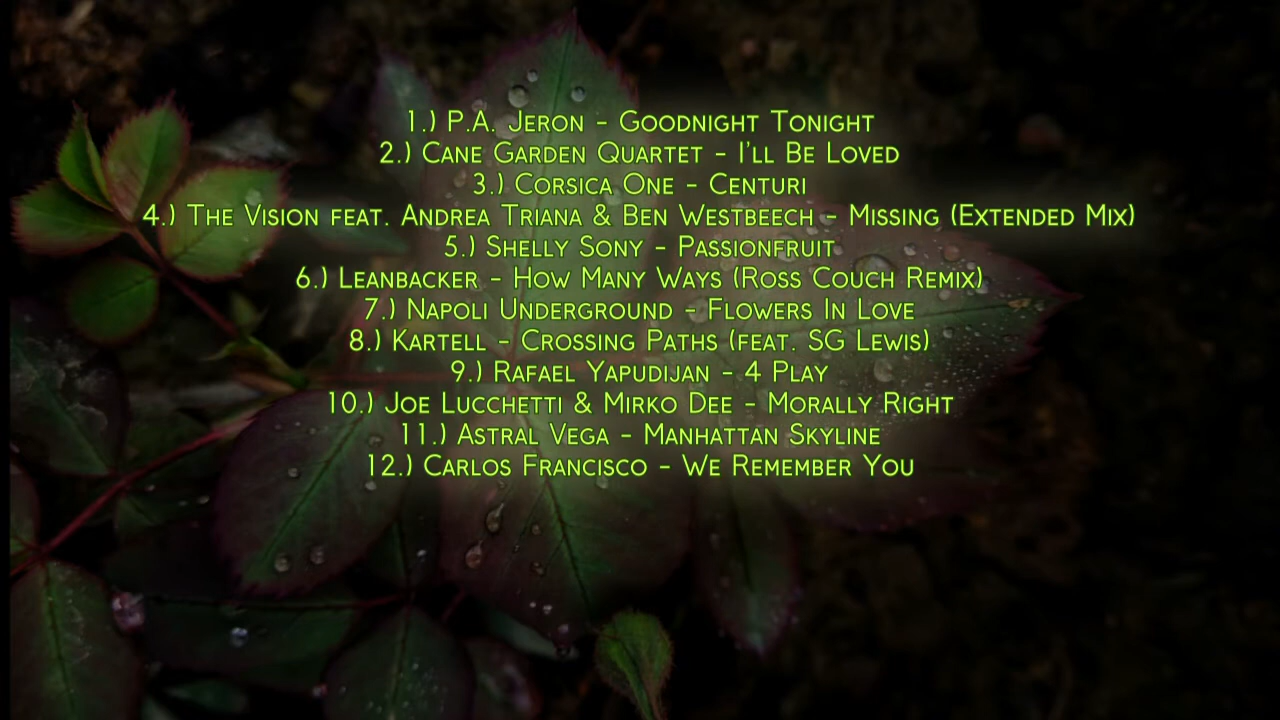 1.) P.A. Jeron - Goodnight Tonight
2.) Cane Garden Quartet - I'll Be Loved
3.) Corsica One - Centuri
4.) The Vision feat. Andrea Triana & Ben Westbeech - Missing (Extended Mix)
5.) Shelly Sony - Passionfruit
6.) Leanbacker - How Many Ways (Ross Couch Remix)
7.) Napoli Underground - Flowers In Love
8.) Kartell - Crossing Paths (feat. SG Lewis)
9.) Rafael Yapudijan - 4 Play
10.) Joe Lucchetti & Mirko Dee - Morally Right
11.) Astral Vega - Manhattan Skyline
12.) Carlos Francisco - We Remember You